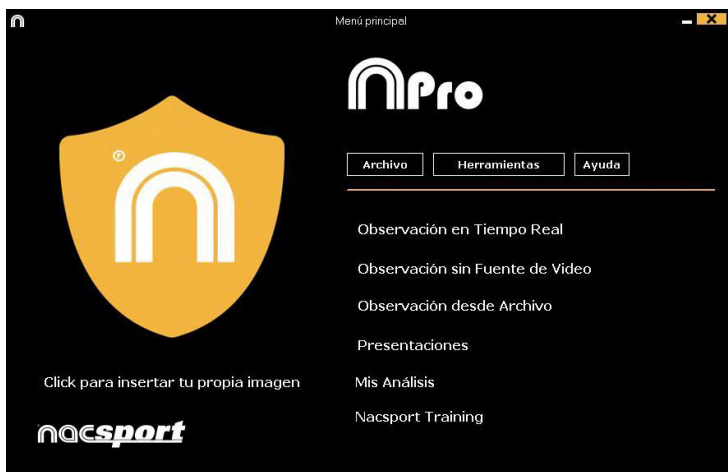 Menú principal
nPro
Archivo
Herramientas
Ayuda
Observación en Tiempo Real
Observación sin Fuente de Video
Observación desde Archivo
Presentaciones
Mis Análisis
Nacsport Training
®
n
Click para insertar tu propia imagen
nacsport